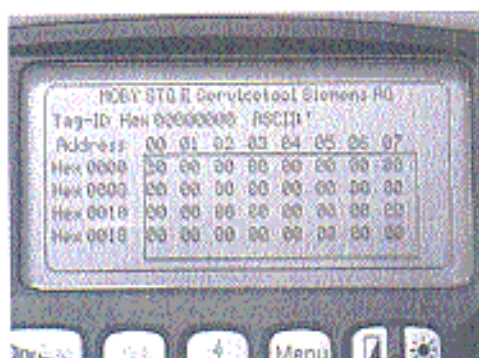 MOBY STG E Servicetool Siemens AG
Tag-ID: Hex 00000000 ASCII:'
Address 00 01 02 03 04 05 06 07
Hex 0000 00 00 00 00 00 00 00 00
Hex 0008 00 00 00 00 00 00 00 00
Hex 0010 00 00 00 00 00 00 00 00
Hex 0018 00 00 00 00 00 00 00 00
Menu